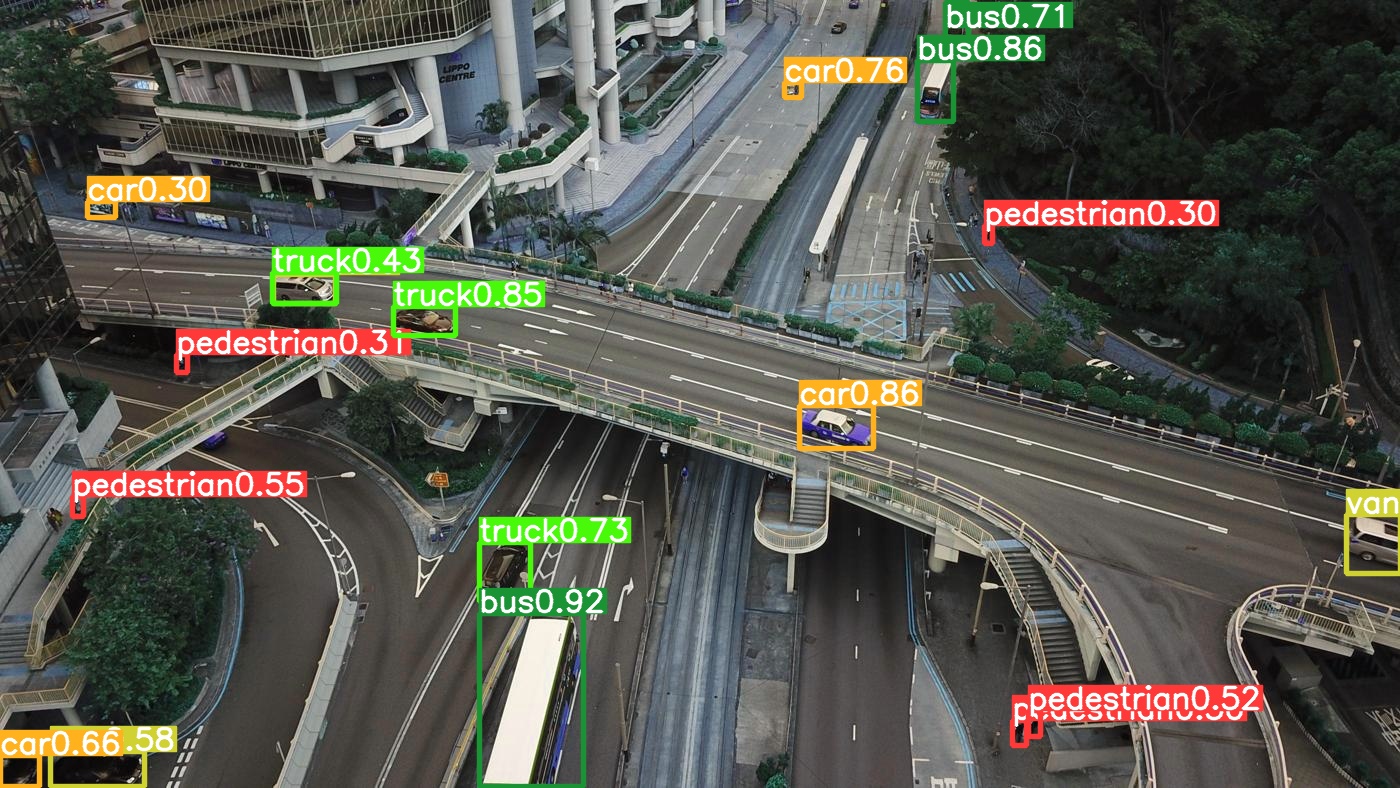 bus0.71
bus0.86
car0.76
LIPPO
CENTRE
car0.30
pedestrian0.30
truck0.43
truck0.85
pedestrian0.31
car0.86
pedestrian0.55
van
truck0.73
bus0.92
pedestrian0.52
car0.66
.58